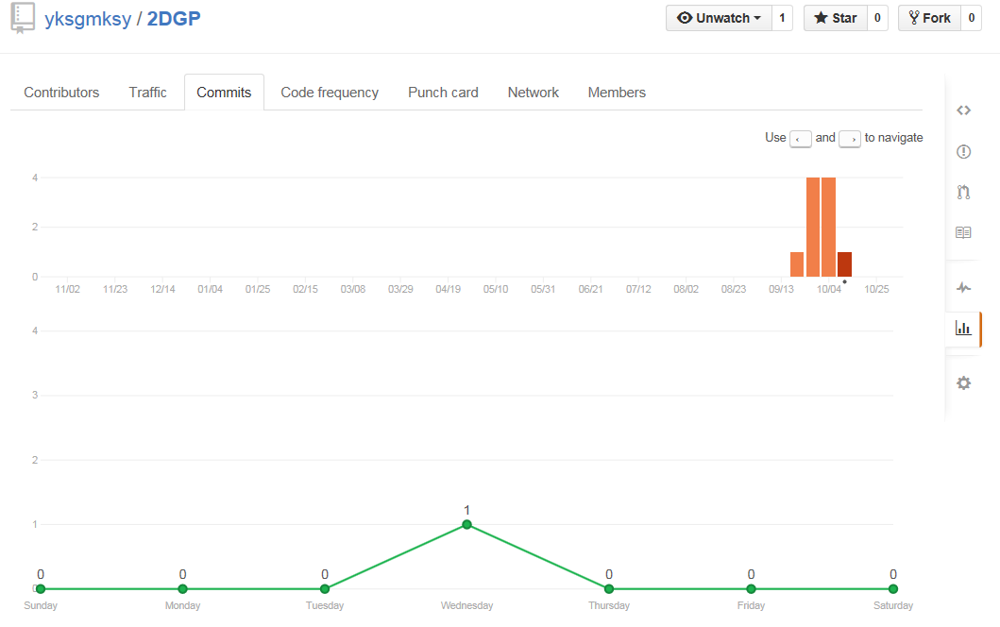 yksgmksy / 2DGP
Unwatch 1 Star 0 Fork 0
Contributors Traffic Commits Code frequency Punch card Network Members
Use ← and → to navigate
4
2
0
11/02 11/23 12/14 01/04 01/25 02/15 03/08 03/29 04/19 05/10 05/31 06/21 07/12 08/02 08/23 09/13 10/04 10/25
4
3
2
1
1
0
0 0 0 0 0 0
Sunday Monday Tuesday Wednesday Thursday Friday Saturday